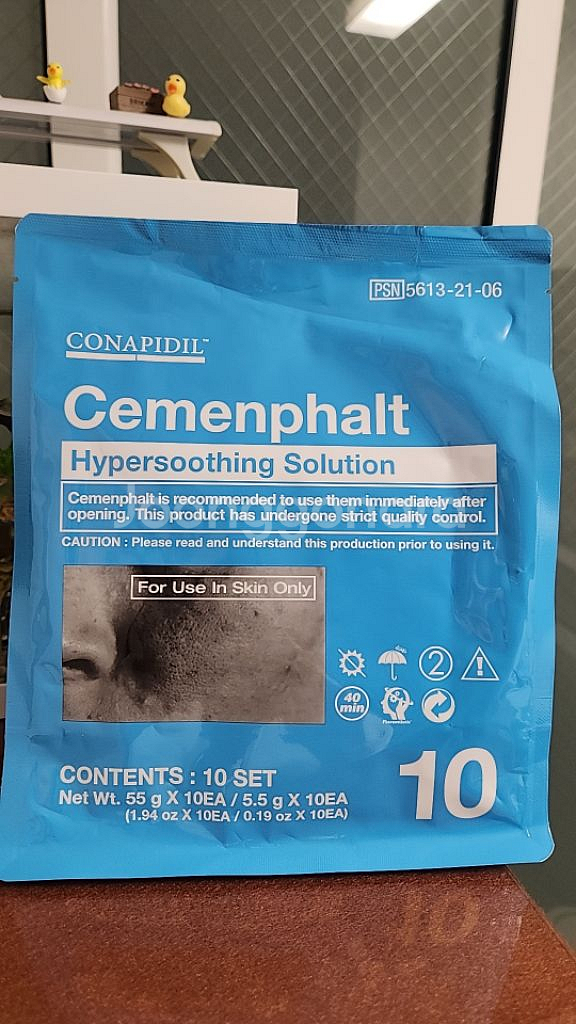 PSN 5613-21-06
CONAPIDIL™
Cemenphalt
Hypersoothing Solution
Cemenphalt is recommended to use them immediately after
opening. This product has undergone strict quality control.
CAUTION : Please read and understand this production prior to using it.
For Use In Skin Only
2
40
min
CONTENTS : 10 SET
Net Wt. 55 g X 10EA / 5.5 g X 10EA
(1.94 oz X 10EA / 0.19 oz X 10EA)
10